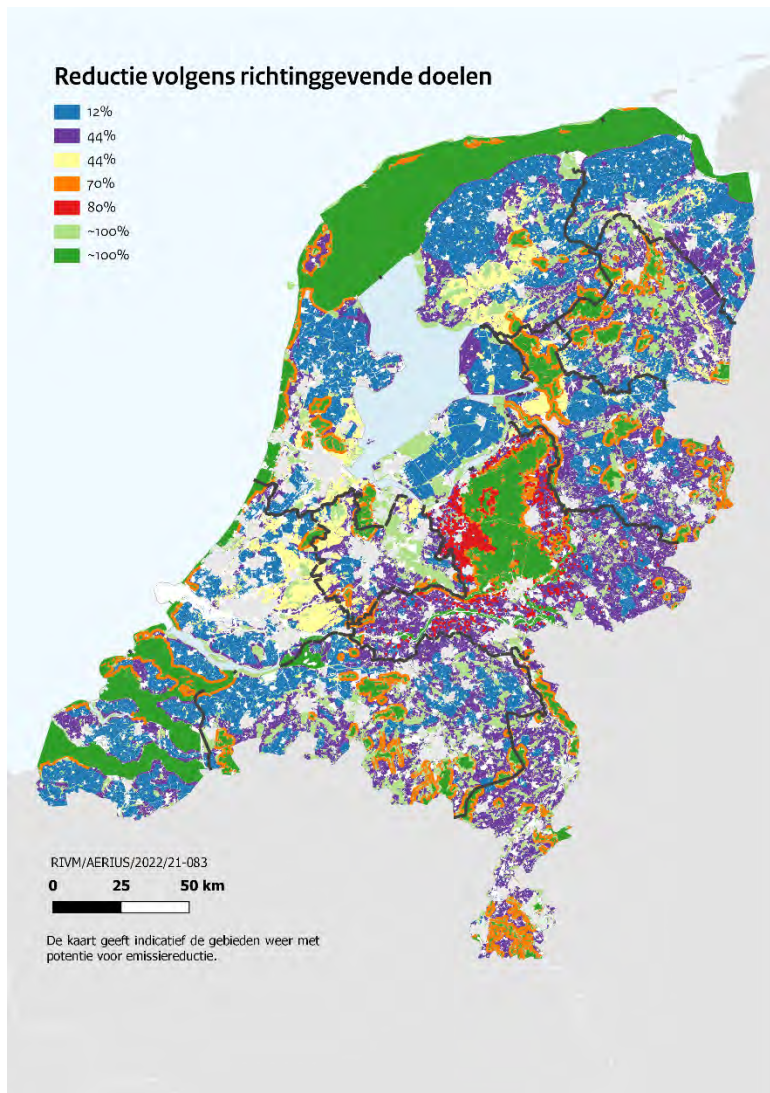 Reductie volgens richtinggevende doelen
12%
44%
44%
70%
80%
~100%
~100%
RIVM/AERIUS/2022/21-083
0 25 50 km
De kaart geeft indicatief de gebieden weer met
potentie voor emissiereductie.